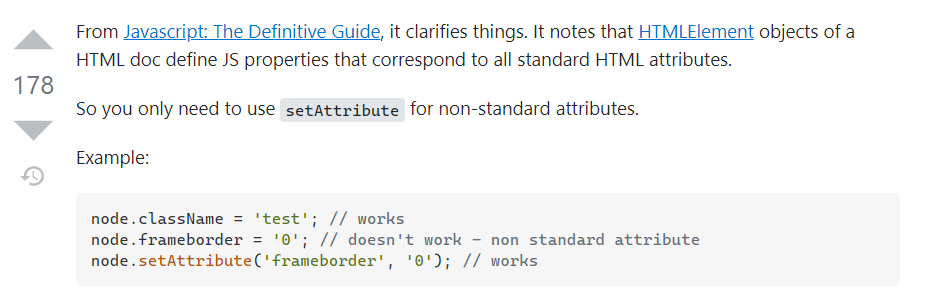 From Javascript: The Definitive Guide, it clarifies things. It notes that HTMLElement objects of a
HTML doc define JS properties that correspond to all standard HTML attributes.
178
So you only need to use setAttribute for non-standard attributes.
Example:
node.className = 'test'; // works
node.frameborder = '0'; // doesn't work - non standard attribute
node.setAttribute('frameborder', '0'); // works